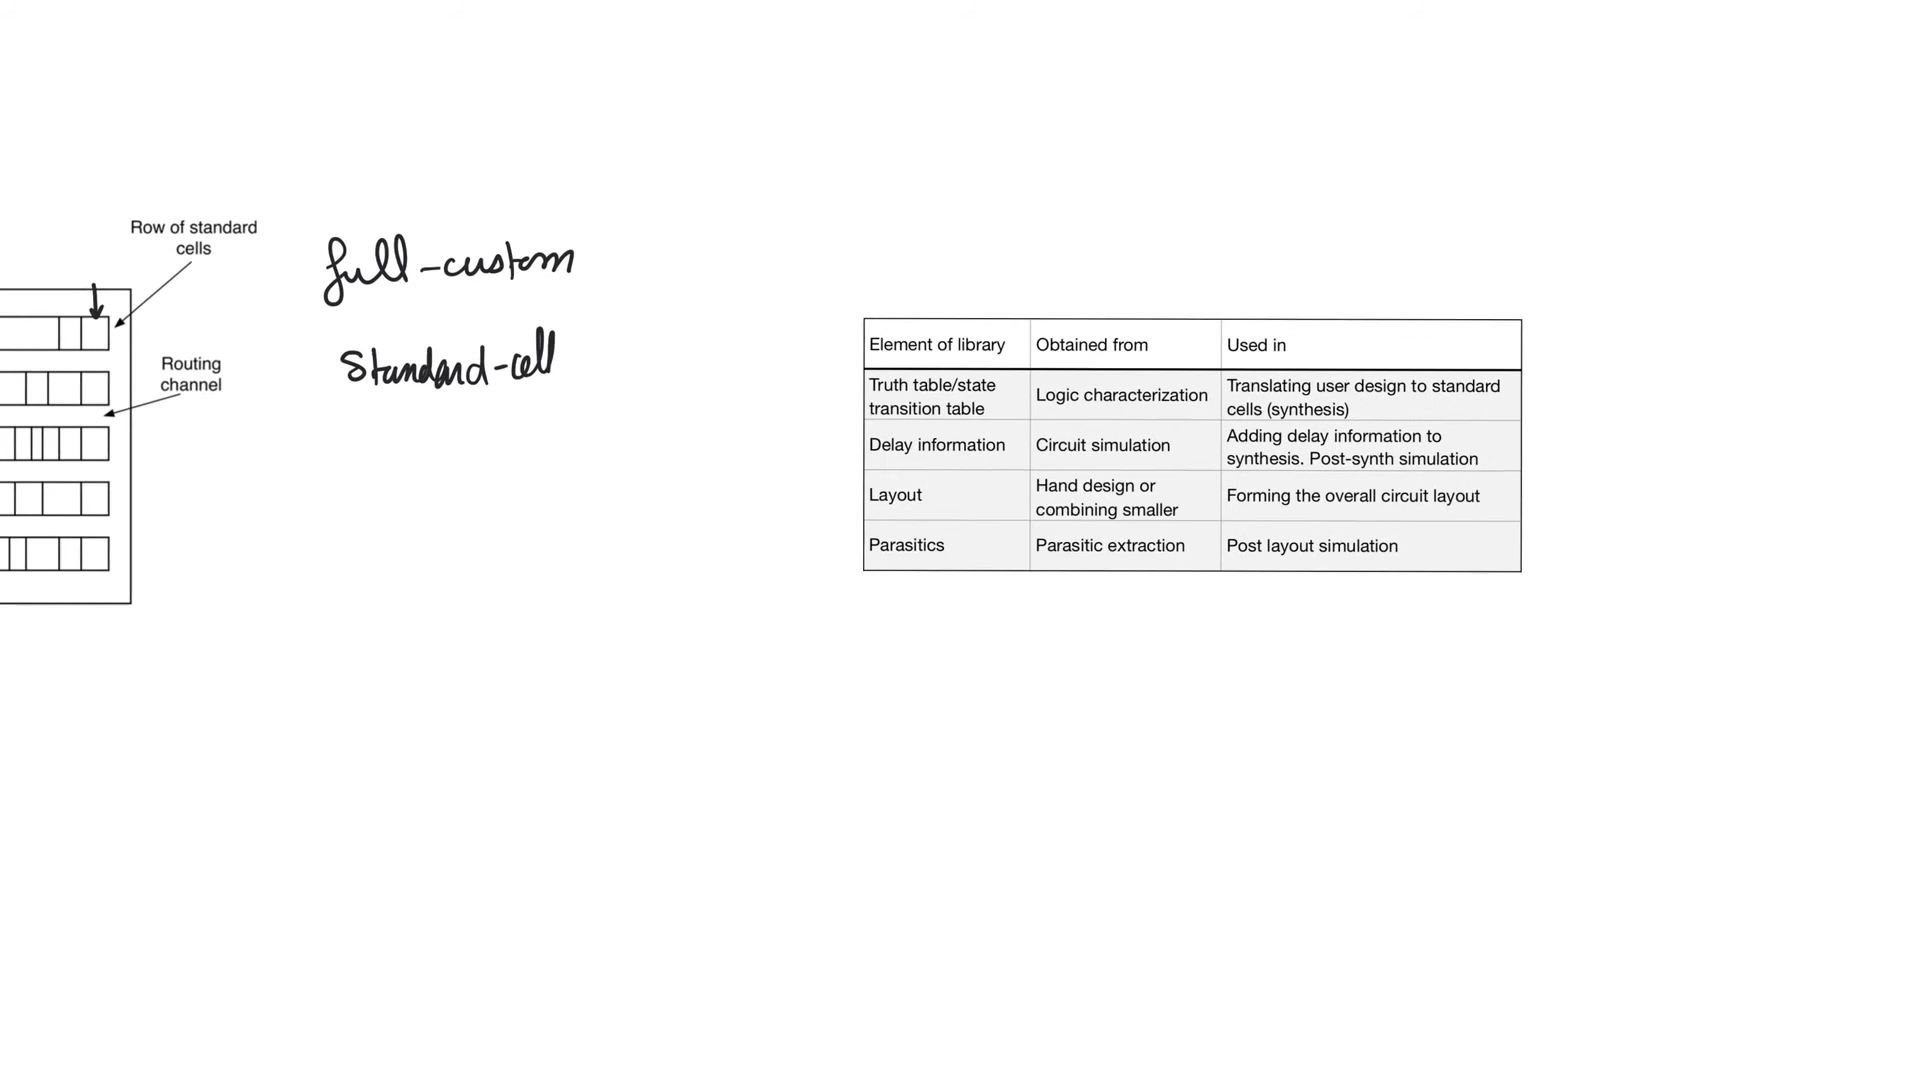 Row of standard
cells
Routing
channel
full-custom
Standard-cell
Element of library
Obtained from
Used in
Truth table/state
transition table
Logic characterization
Translating user design to standard
cells (synthesis)
Delay information
Circuit simulation
Adding delay information to
synthesis. Post-synth simulation
Layout
Hand design or
combining smaller
Forming the overall circuit layout
Parasitics
Parasitic extraction
Post layout simulation